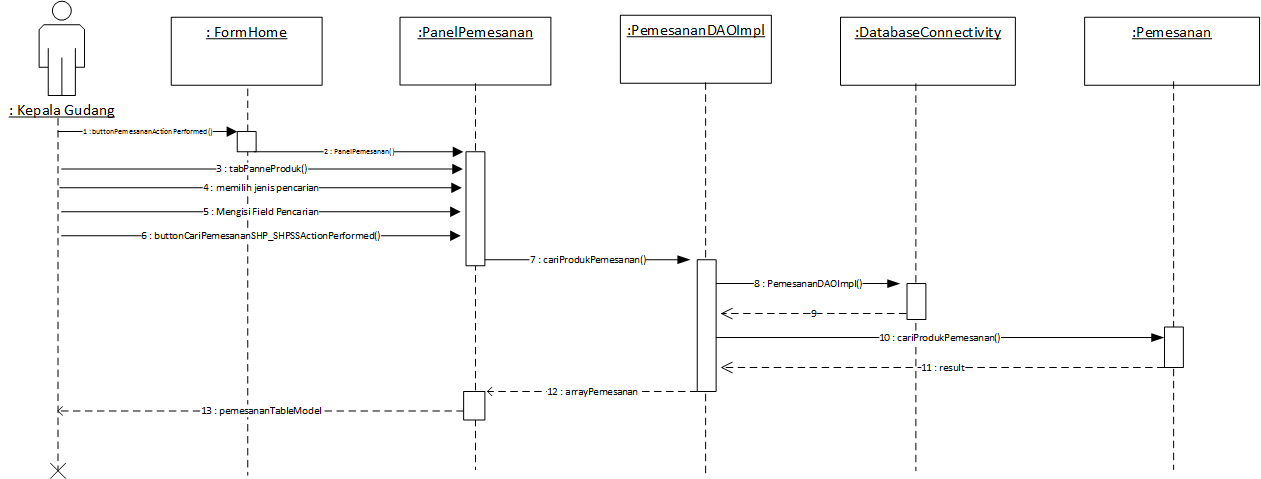 : FormHome
:PanelPemesanan
:PemesananDAOImpl
:DatabaseConnectivity
:Pemesanan
: Kepala Gudang
1 : buttonPemesananActionPerformed()
2 : PanelPemesanan()
3 : tabPanneProduk()
4 : memilih jenis pencarian
5 : Mengisi Field Pencarian
6 : buttonCariPemesananSHP_SHPSSActionPerformed()
7 : cariProdukPemesanan()
8 : PemesananDAOImpl()
9
10 : cariProdukPemesanan()
11 : result
12 : arrayPemesanan
13 : pemesananTableModel